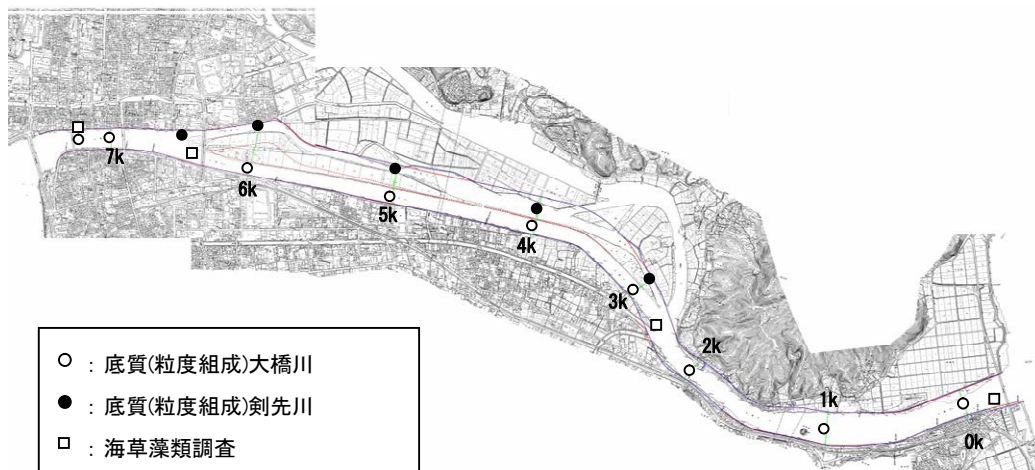 7k
6k
5k
4k
3k
2k
1k
0k
○ : 底質(粒度組成)大橋川
● : 底質(粒度組成)剣先川
□ : 海草藻類調査